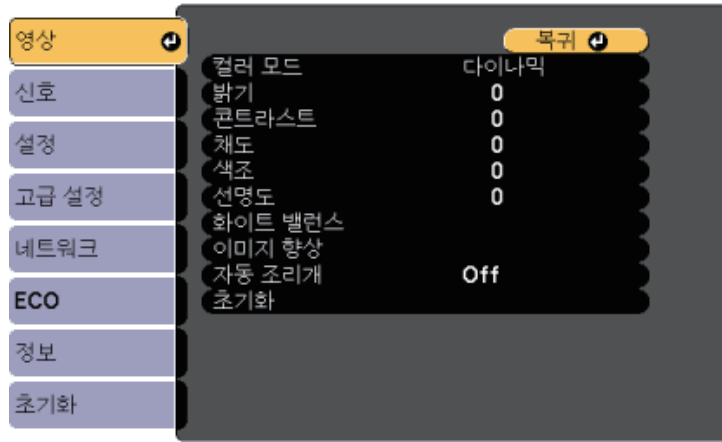 영상
신호
설정
고급 설정
네트워크
ECO
정보
초기화
복귀
컬러 모드 다이나믹
밝기 0
콘트라스트 0
채도 0
색조 0
선명도 0
화이트 밸런스
이미지 향상
자동 조리개 Off
초기화